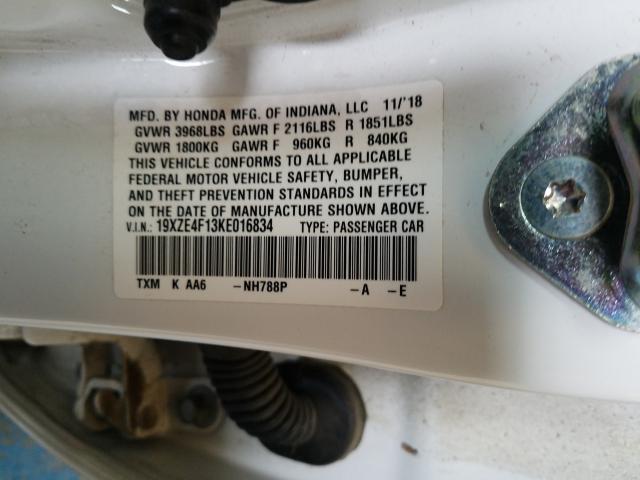 MFD. BY HONDA MFG. OF INDIANA, LLC 11/'18
GVWR 3968LBS GAWR F 2116LBS R 1851LBS
GVWR 1800KG GAWR F 960KG R 840KG
THIS VEHICLE CONFORMS TO ALL APPLICABLE
FEDERAL MOTOR VEHICLE SAFETY, BUMPER,
AND THEFT PREVENTION STANDARDS IN EFFECT
ON THE DATE OF MANUFACTURE SHOWN ABOVE.
V.I.N.: 19XZE4F13KE016834 TYPE: PASSENGER CAR
TXM K AA6 -NH788P -A -E